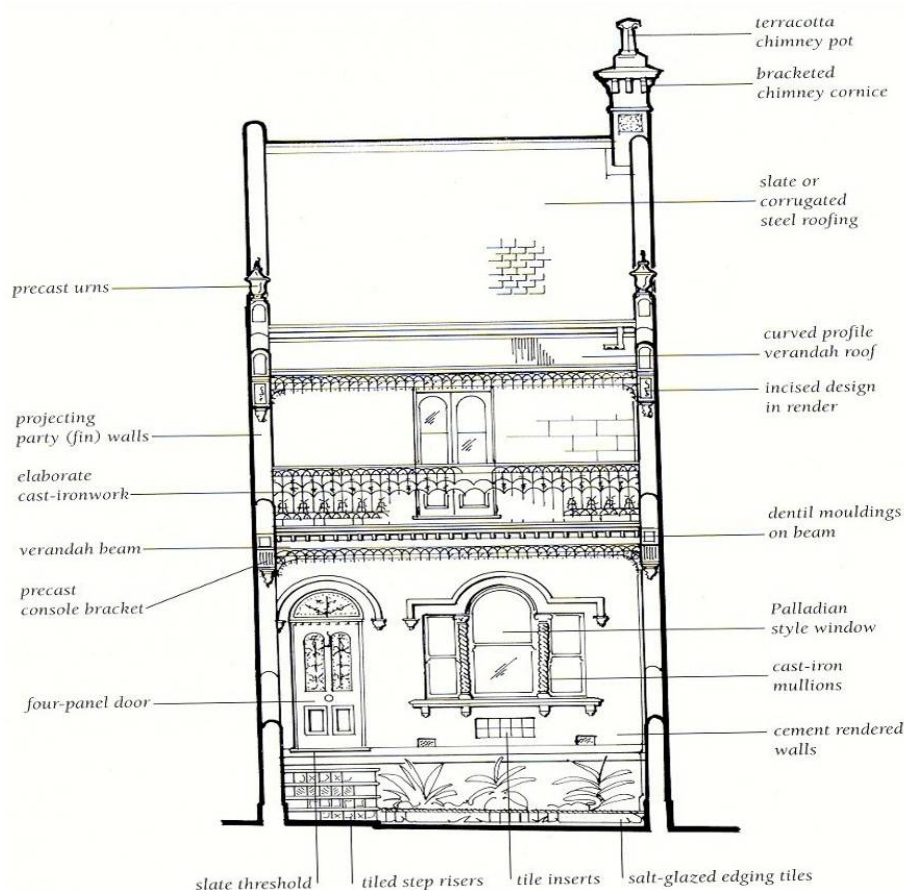 terracotta
chimney pot
bracketed
chimney cornice
slate or
corrugated
steel roofing
precast urns
curved profile
verandah roof
incised design
in render
projecting
party (fin) walls
elaborate
cast-ironwork
dentil mouldings
on beam
verandah beam
precast
console bracket
Palladian
style window
cast-iron
mullions
four-panel door
cement rendered
walls
slate threshold
tiled step risers
tile inserts
salt-glazed edging tiles